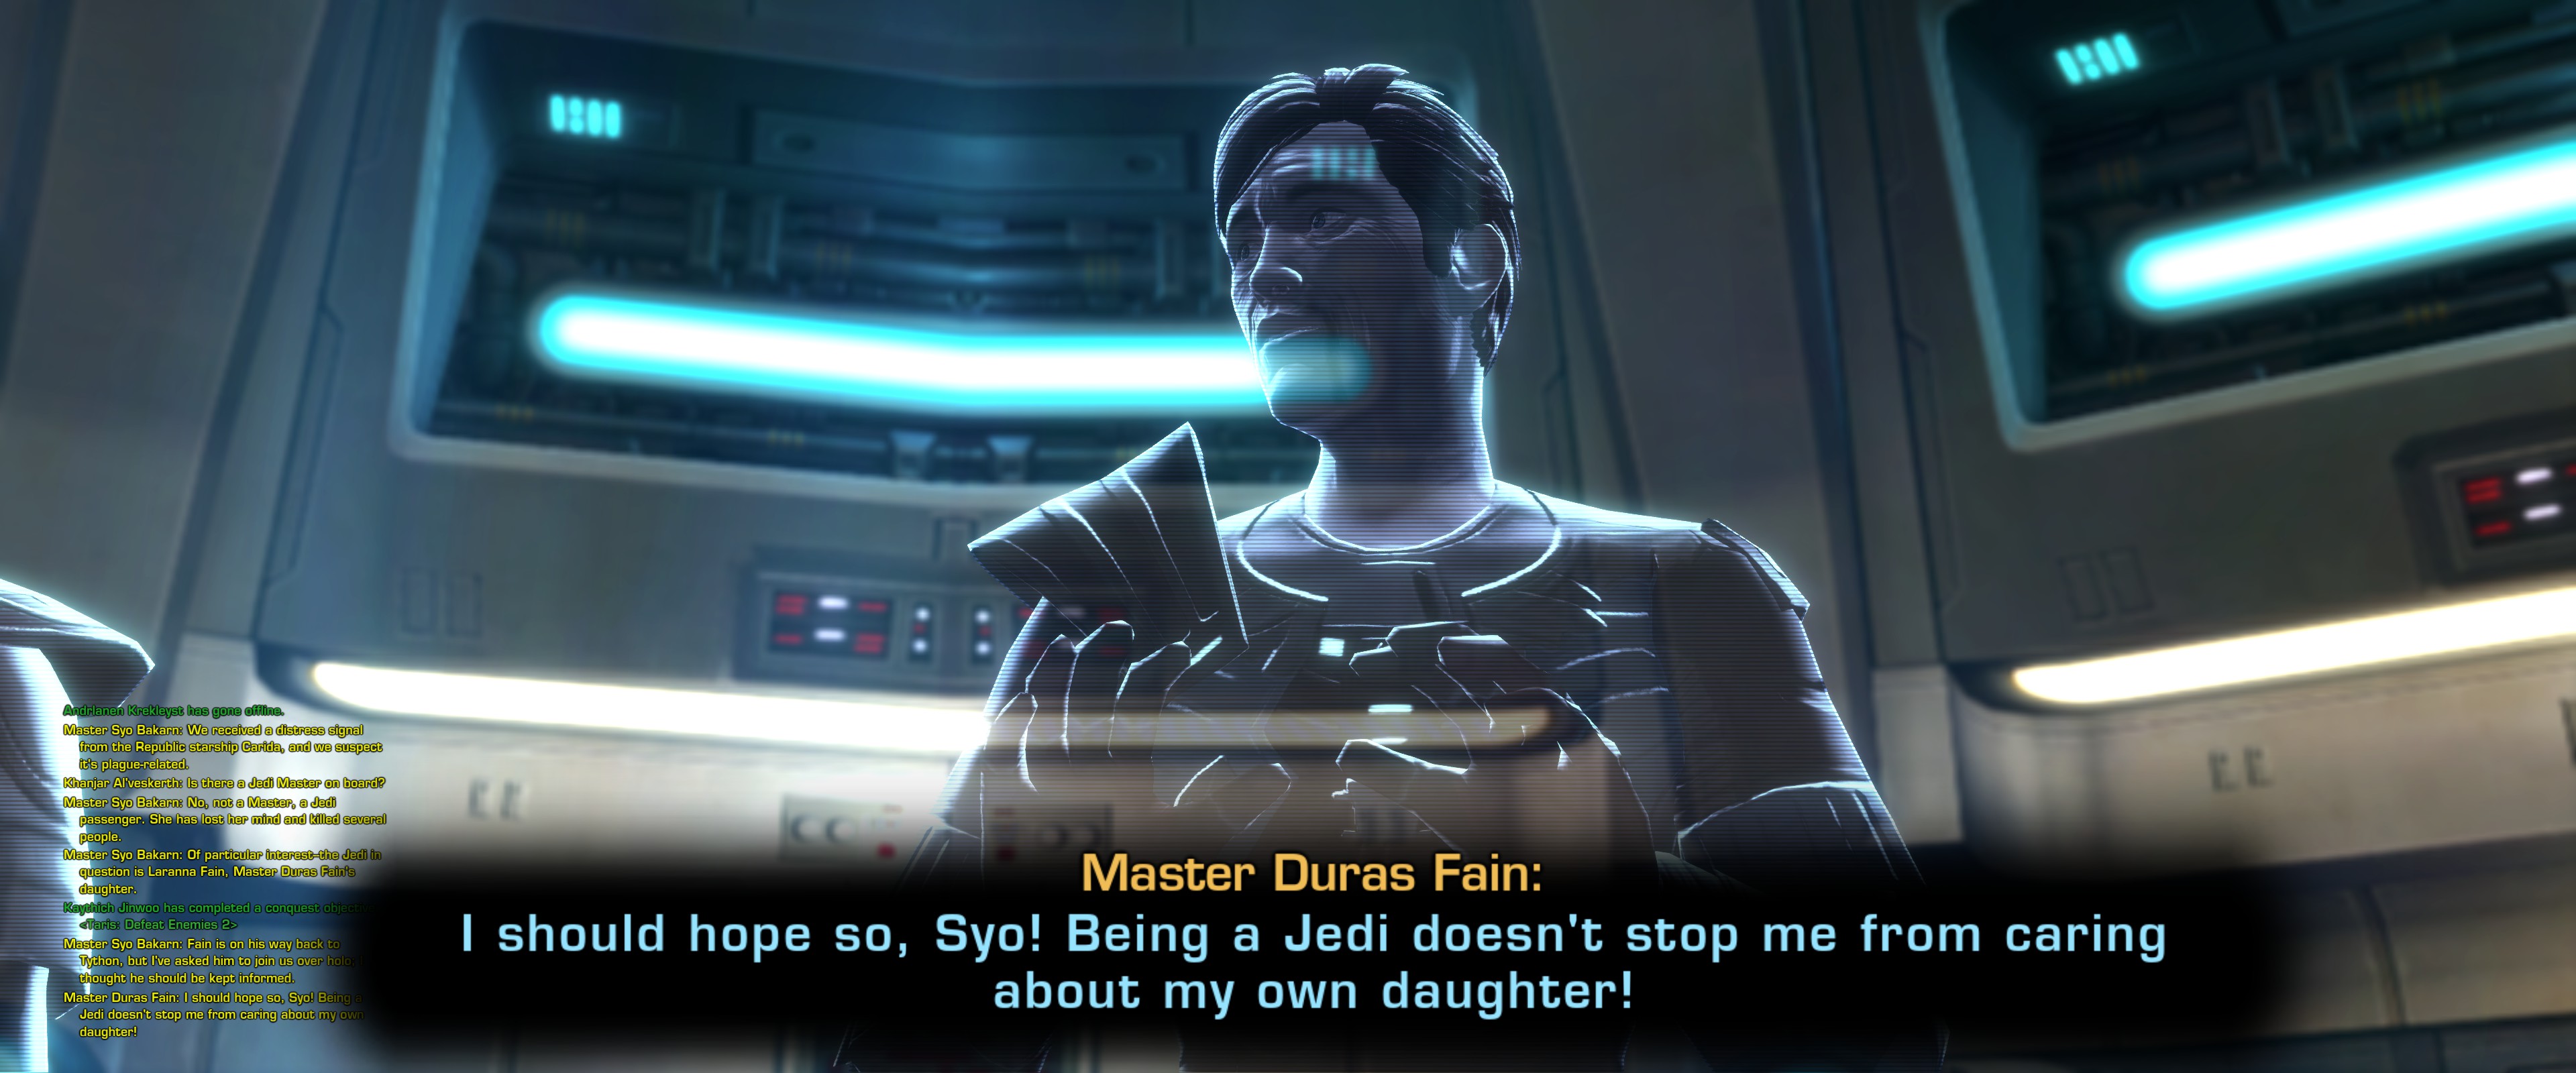 Andrlanen Krekleyst has gone offline.
Master Syo Bakarn: We received a distress signal
from the Republic starship Carida, and we suspect
it's plague-related.
Khanjar Al'veskerth: Is there a Jedi Master on board?
Master Syo Bakarn: No, not a Master, a Jedi
passenger. She has lost her mind and killed several
people.
Master Syo Bakarn: Of particular interest–the Jedi in
question is Laranna Fain, Master Duras Fain's
daughter.
Kaythich Jinwoo has completed a conquest
<Taris: Defeat Enemies 2>
Master Syo Bakarn: Fain is on his way back to
Tython, but I've asked him to join us over holo.
thought he should be kept informed.
Master Duras Fain: I should hope so, Syo! Being a
Jedi doesn't stop me from caring about my own
daughter!
Master Duras Fain:
I should hope so, Syo! Being a Jedi doesn't stop me from caring
about my own daughter!